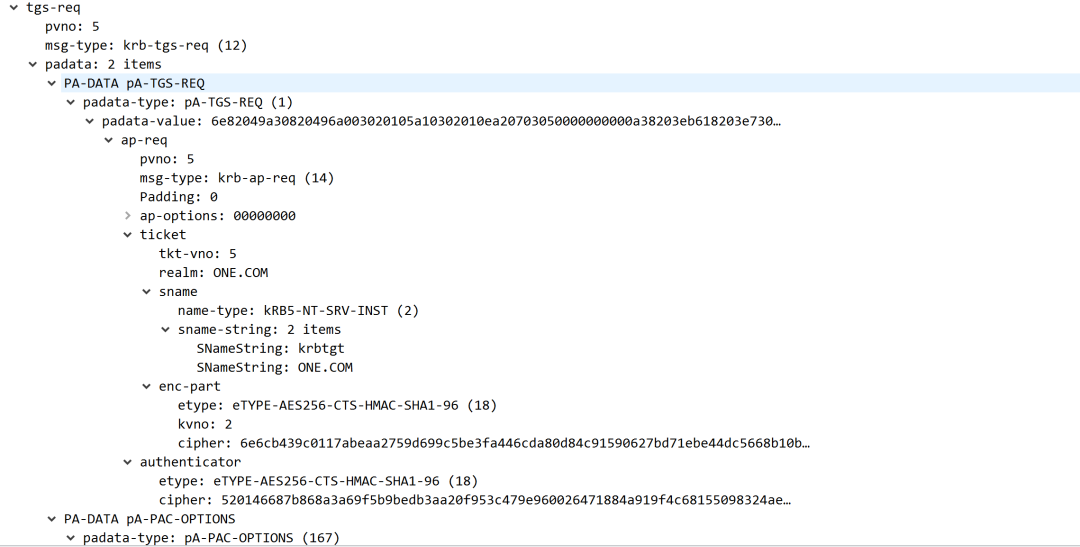 tgs-req
pvno: 5
msg-type: krb-tgs-req (12)
padata: 2 items
PA-DATA pA-TGS-REQ
padata-type: pA-TGS-REQ (1)
padata-value: 6e82049a30820496a003020105a10302010ea20703050000000000a38203eb618203e730…
ap-req
pvno: 5
msg-type: krb-ap-req (14)
Padding: 0
ap-options: 00000000
ticket
tkt-vno: 5
realm: ONE.COM
sname
name-type: kRB5-NT-SRV-INST (2)
sname-string: 2 items
SNameString: krbtgt
SNameString: ONE.COM
enc-part
etype: eTYPE-AES256-CTS-HMAC-SHA1-96 (18)
kvno: 2
cipher: 6e6cb439c0117abeaa2759d699c5be3fa446cda80d84c91590627bd71ebe44dc5668b10b…
authenticator
etype: eTYPE-AES256-CTS-HMAC-SHA1-96 (18)
cipher: 520146687b868a3a69f5b9bedb3aa20f953c479e960026471884a919f4c68155098324ae…
PA-DATA pA-PAC-OPTIONS
padata-type: pA-PAC-OPTIONS (167)